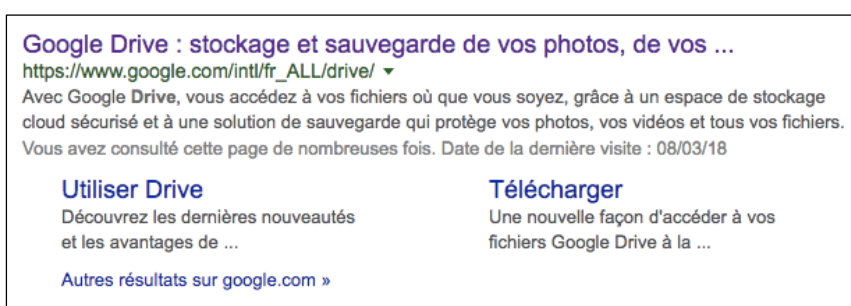 Google Drive : stockage et sauvegarde de vos photos, de vos ...
https://www.google.com/intl/fr_ALL/drive/
Avec Google Drive, vous accédez à vos fichiers où que vous soyez, grâce à un espace de stockage
cloud sécurisé et à une solution de sauvegarde qui protège vos photos, vos vidéos et tous vos fichiers.
Vous avez consulté cette page de nombreuses fois. Date de la dernière visite : 08/03/18
Utiliser Drive
Découvrez les dernières nouveautés
et les avantages de ...
Télécharger
Une nouvelle façon d'accéder à vos
fichiers Google Drive à la ...
Autres résultats sur google.com »